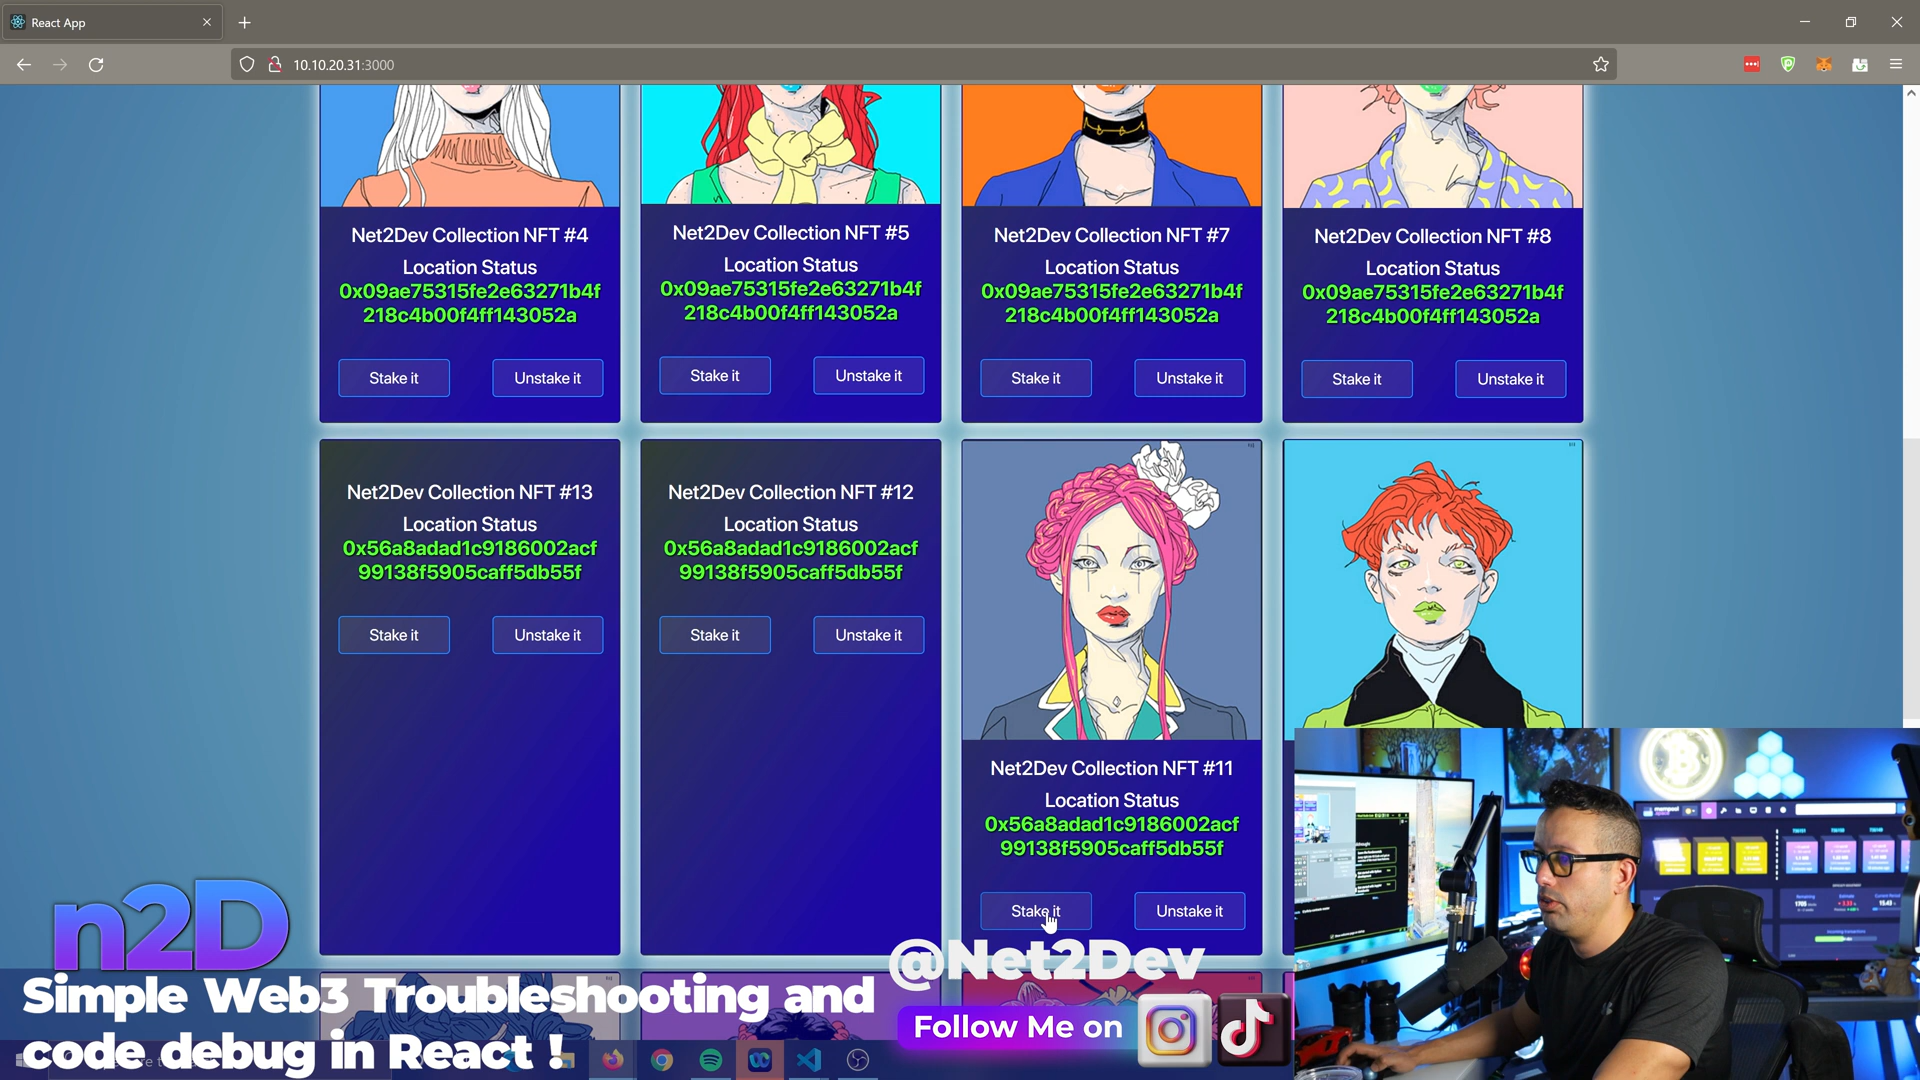 React App
10.10.20.31:3000
Net2Dev Collection NFT #4
Location Status
0x09ae75315fe2e63271b4f
218c4b00f4ff143052a
Stake it
Unstake it
Net2Dev Collection NFT #5
Location Status
0x09ae75315fe2e63271b4f
218c4b00f4ff143052a
Stake it
Unstake it
Net2Dev Collection NFT #7
Location Status
0x09ae75315fe2e63271b4f
218c4b00f4ff143052a
Stake it
Unstake it
Net2Dev Collection NFT #8
Location Status
0x09ae75315fe2e63271b4f
218c4b00f4ff143052a
Stake it
Unstake it
Net2Dev Collection NFT #13
Location Status
0x56a8adad1c9186002acf
99138f5905caff5db55f
Stake it
Unstake it
Net2Dev Collection NFT #12
Location Status
0x56a8adad1c9186002acf
99138f5905caff5db55f
Stake it
Unstake it
Net2Dev Collection NFT #11
Location Status
0x56a8adad1c9186002acf
99138f5905caff5db55f
Stake it
Unstake it
n2D
Simple Web3 Troubleshooting and
code debug in React !
@Net2Dev
Follow Me on